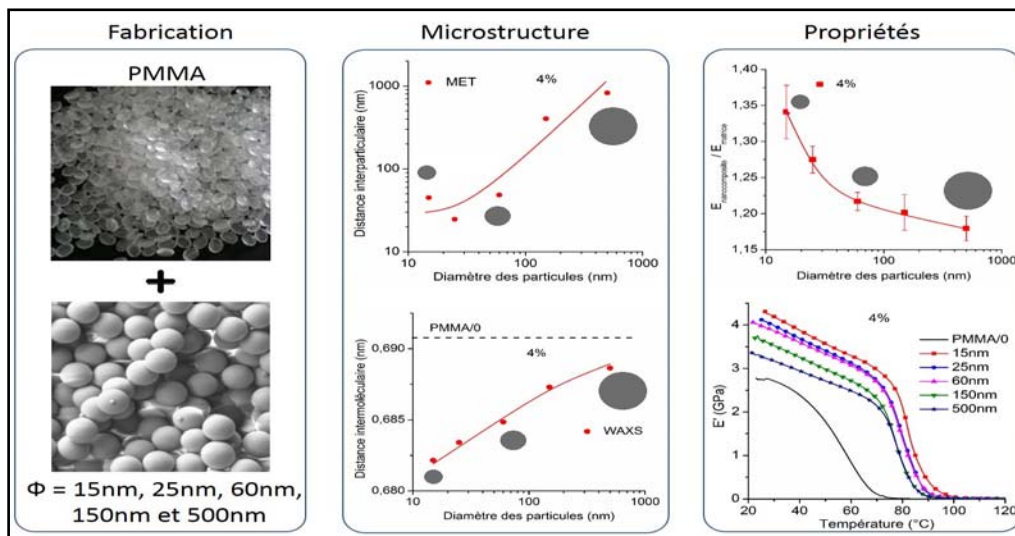 Fabrication
PMMA
+
Φ = 15nm, 25nm, 60nm,
150nm et 500nm
Microstructure
MET
4%
Distance interparticulaire (nm)
1000
100
10
10
100
1000
Diamètre des particules (nm)
PMMA/0
4%
WAXS
Distance intermoléculaire (nm)
0,690
0,685
0,680
10
100
1000
Diamètre des particules (nm)
Propriétés
4%
E nanocomposite / E matrice
1,40
1,35
1,30
1,25
1,20
1,15
10
100
1000
Diamètre des particules (nm)
4%
PMMA/0
15nm
25nm
60nm
150nm
500nm
E' (GPa)
4
3
2
1
0
20
40
60
80
100
120
Température (°C)